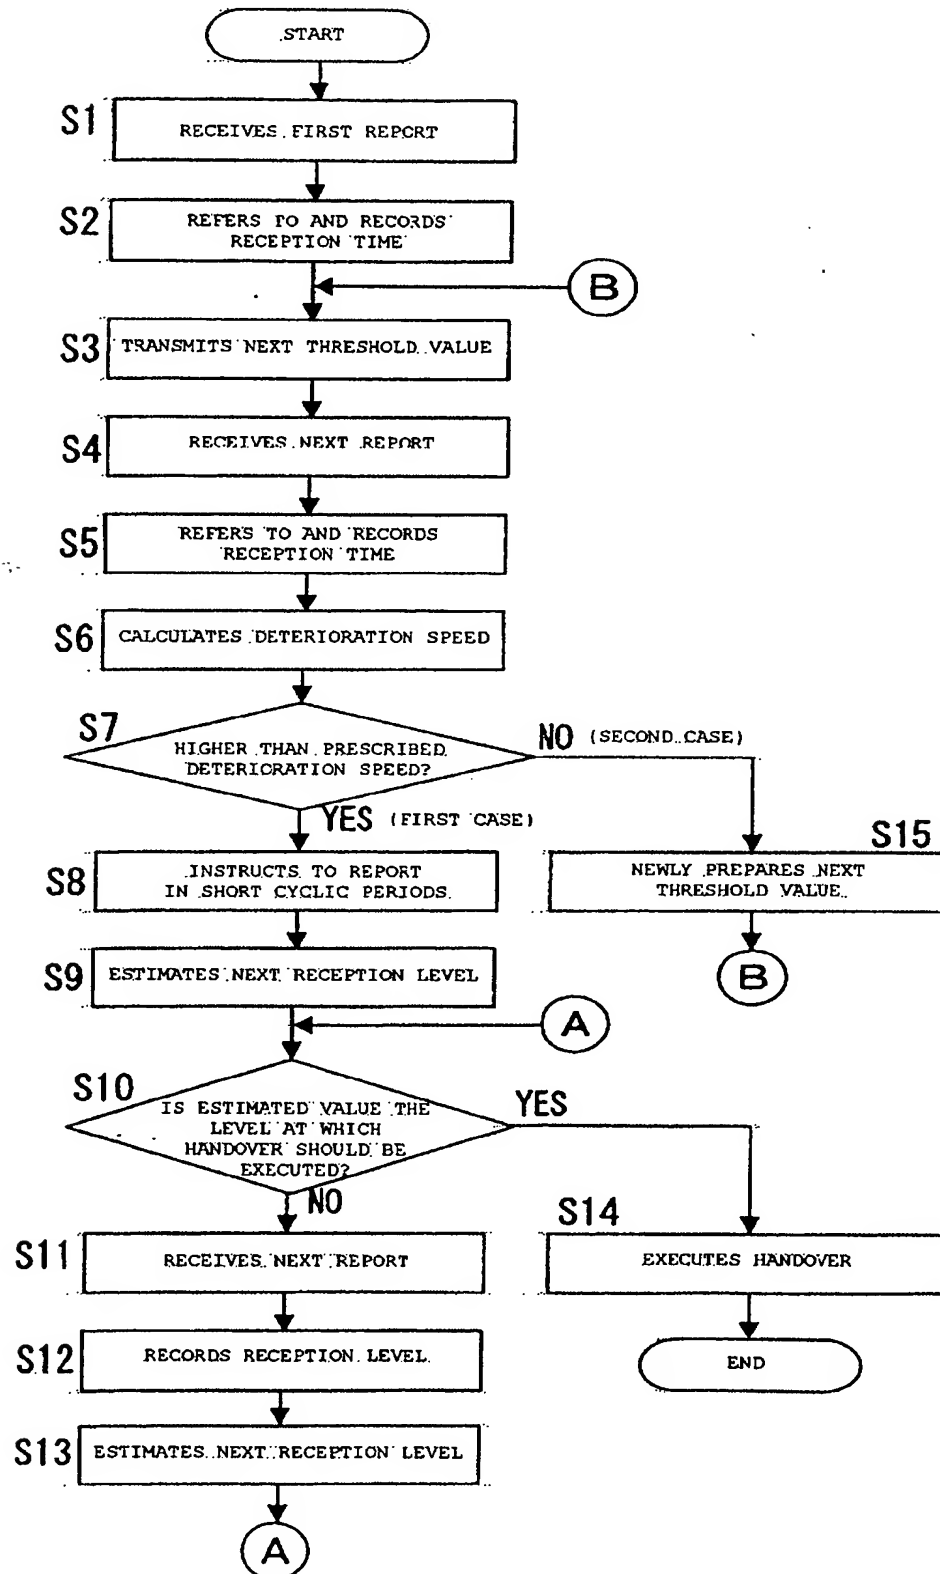 START
S1
RECEIVES FIRST REPORT
S2
REFERS TO AND RECORDS
RECEPTION TIME
B
S3
TRANSMITS NEXT THRESHOLD VALUE
S4
RECEIVES NEXT REPORT
S5
REFERS TO AND RECORDS
RECEPTION TIME
S6
CALCULATES DETERIORATION SPEED
S7
HIGHER THAN PRESCRIBED
DETERIORATION SPEED?
NO (SECOND CASE)
YES (FIRST CASE)
S8
INSTRUCTS TO REPORT
IN SHORT CYCLIC PERIODS
S15
NEWLY PREPARES NEXT
THRESHOLD VALUE
B
S9
ESTIMATES NEXT RECEPTION LEVEL
A
S10
IS ESTIMATED VALUE THE
LEVEL AT WHICH
HANDOVER SHOULD BE
EXECUTED?
YES
NO
S14
EXECUTES HANDOVER
END
S11
RECEIVES NEXT REPORT
S12
RECORDS RECEPTION LEVEL
S13
ESTIMATES NEXT RECEPTION LEVEL
A